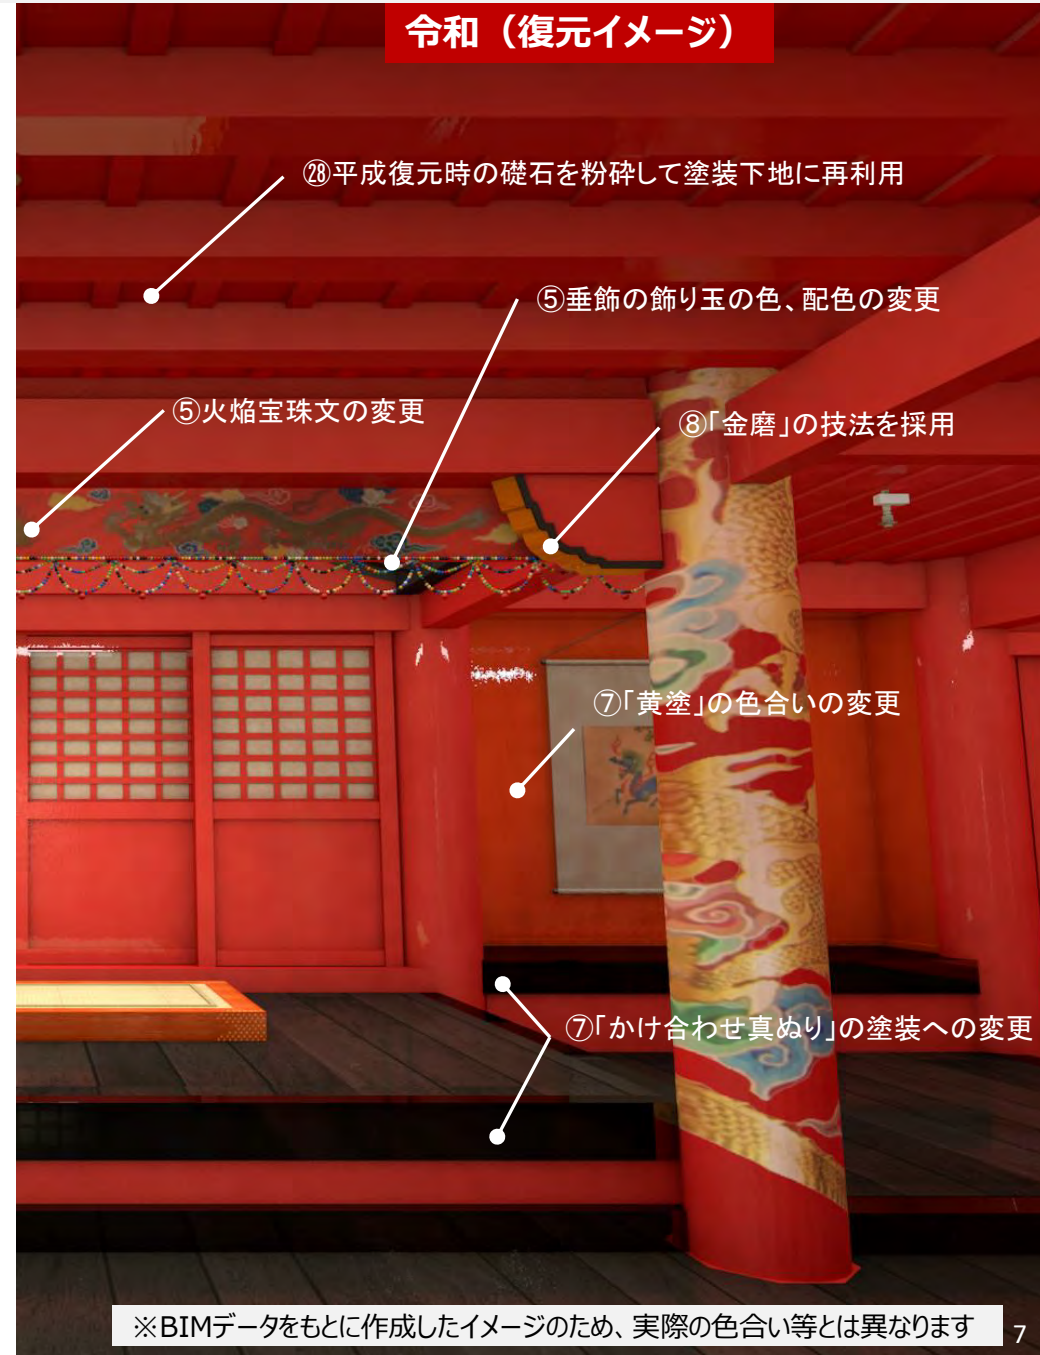 令和（復元イメージ）
㉘平成復元時の礎石を粉砕して塗装下地に再利用
⑤垂飾の飾り玉の色、配色の変更
⑤火焔宝珠文の変更
⑧「金磨」の技法を採用
⑦「黄塗」の色合いの変更
⑦「かけ合わせ真ぬり」の塗装への変更
※BIMデータをもとに作成したイメージのため、実際の色合い等とは異なります
7